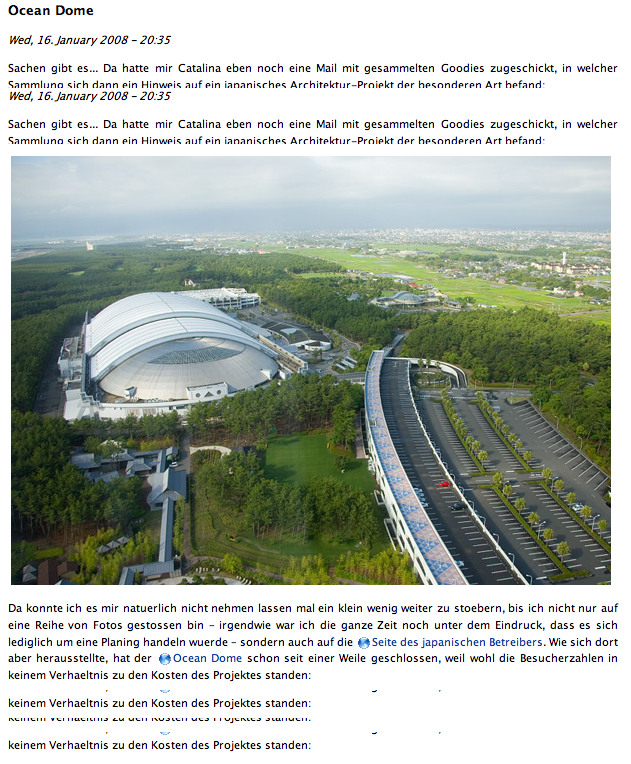 Ocean Dome
Wed, 16. January 2008 – 20:35
Sachen gibt es... Da hatte mir Catalina eben noch eine Mail mit gesammelten Goodies zugeschickt, in welcher
Sammlung sich dann ein Hinweis auf ein japanisches Architektur-Projekt der besonderen Art befand:
Wed, 16. January 2008 – 20:35
Sachen gibt es... Da hatte mir Catalina eben noch eine Mail mit gesammelten Goodies zugeschickt, in welcher
Sammlung sich dann ein Hinweis auf ein japanisches Architektur-Projekt der besonderen Art befand:
Da konnte ich es mir natuerlich nicht nehmen lassen mal ein klein wenig weiter zu stoebern, bis ich nicht nur auf
eine Reihe von Fotos gestossen bin – irgendwie war ich die ganze Zeit noch unter dem Eindruck, dass es sich
lediglich um eine Planing handeln wuerde – sondern auch auf die Seite des japanischen Betreibers. Wie sich dort
aber herausstellte, hat der Ocean Dome schon seit einer Weile geschlossen, weil wohl die Besucherzahlen in
keinem Verhaeltnis zu den Kosten des Projektes standen:
keinem Verhaeltnis zu den Kosten des Projektes standen:
keinem Verhaeltnis zu den Kosten des Projektes standen:
keinem Verhaeltnis zu den Kosten des Projektes standen: